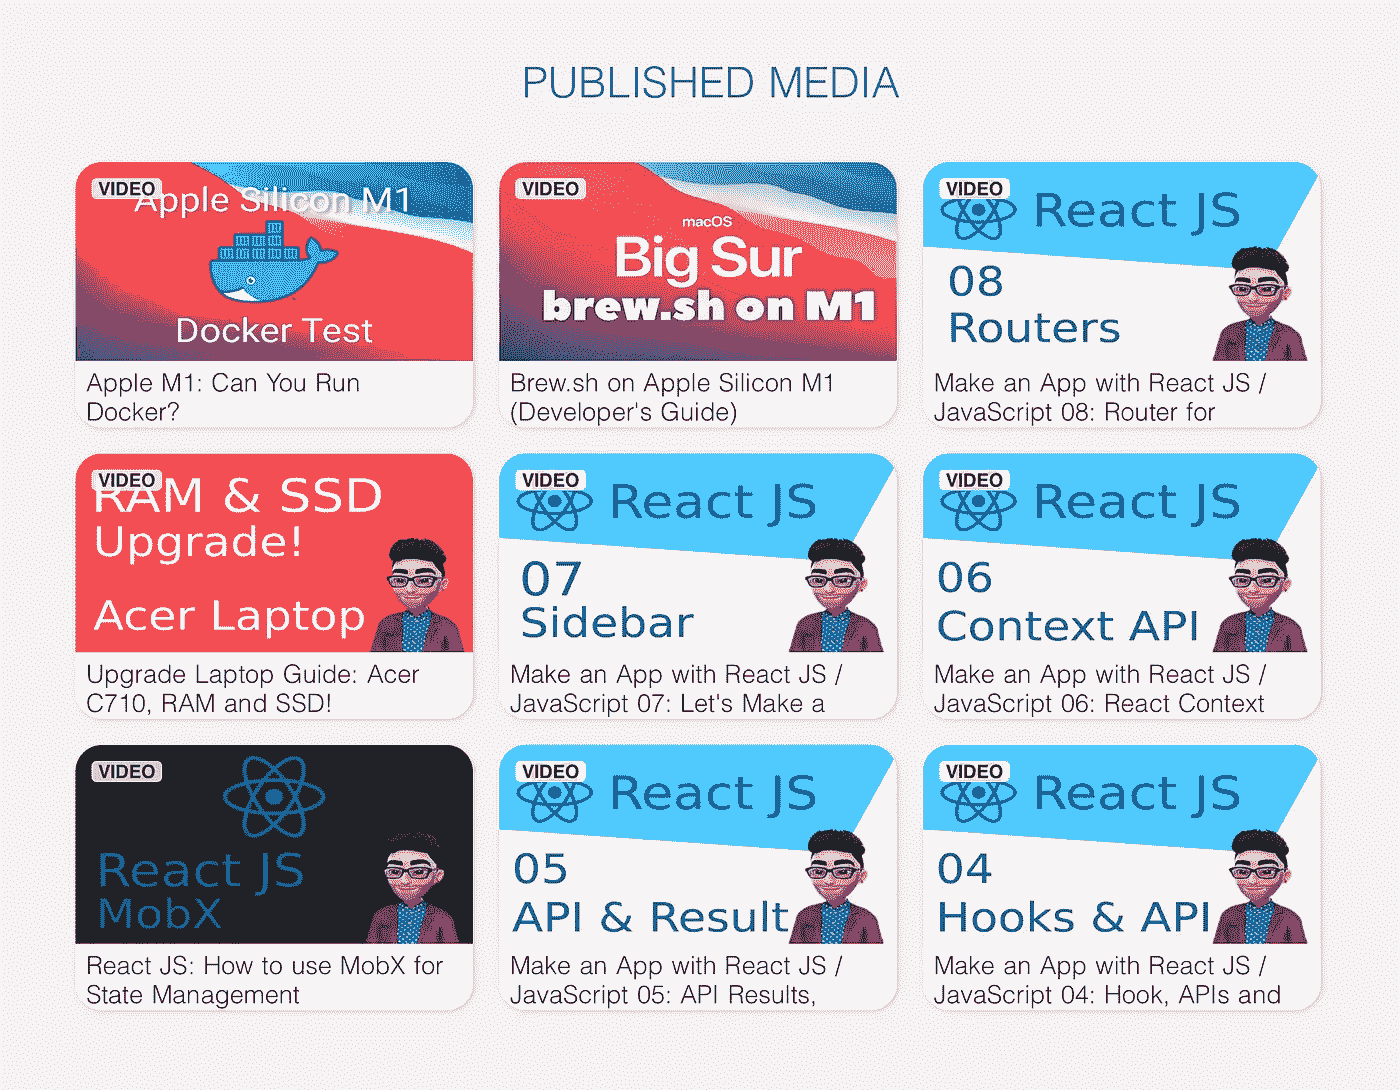 PUBLISHED MEDIA
VIDEO
Apple Silicon M1
Docker Test
Apple M1: Can You Run
Docker?
VIDEO
macOS
Big Sur
brew.sh on M1
Brew.sh on Apple Silicon M1
(Developer's Guide)
VIDEO
React JS
08
Routers
Make an App with React JS /
JavaScript 08: Router for
VIDEO
RAM & SSD
Upgrade!
Acer Laptop
Upgrade Laptop Guide: Acer
C710, RAM and SSD!
VIDEO
React JS
07
Sidebar
Make an App with React JS /
JavaScript 07: Let's Make a
VIDEO
React JS
06
Context API
Make an App with React JS /
JavaScript 06: React Context
VIDEO
React JS
MobX
React JS: How to use MobX for
State Management
VIDEO
React JS
05
API & Result
Make an App with React JS /
JavaScript 05: API Results,
VIDEO
React JS
04
Hooks & API
Make an App with React JS /
JavaScript 04: Hook, APIs and